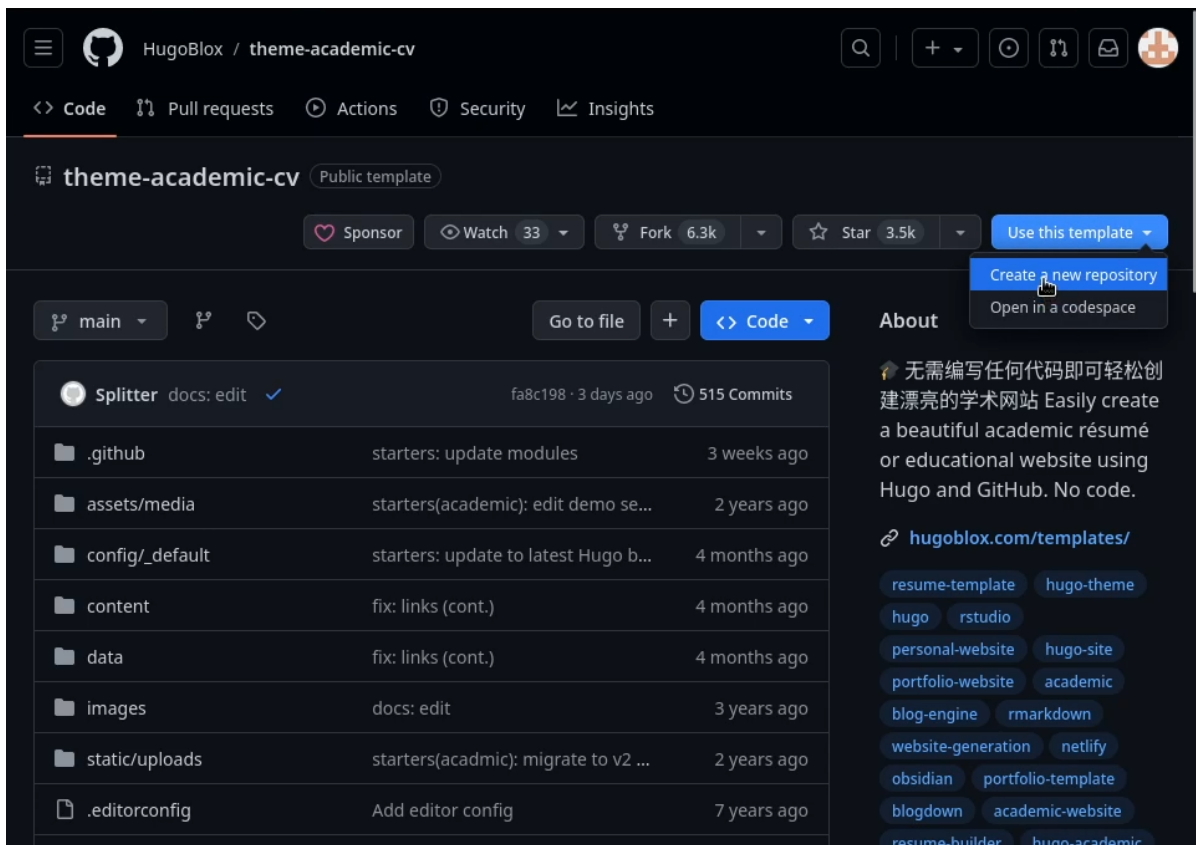 HugoBlox / theme-academic-cv
Code Pull requests Actions Security Insights
theme-academic-cv Public template
Sponsor Watch 33 Fork 6.3k Star 3.5k Use this template
Create a new repository
Open in a codespace
main Go to file + Code
Splitter docs: edit fa8c198 · 3 days ago 515 Commits
.github starters: update modules 3 weeks ago
assets/media starters(academic): edit demo se... 2 years ago
config/_default starters: update to latest Hugo b... 4 months ago
content fix: links (cont.) 4 months ago
data fix: links (cont.) 4 months ago
images docs: edit 3 years ago
static/uploads starters(acadmic): migrate to v2 ... 2 years ago
.editorconfig Add editor config 7 years ago
About
🎓 无需编写任何代码即可轻松创
建漂亮的学术网站 Easily create
a beautiful academic résumé
or educational website using
Hugo and GitHub. No code.
hugoblox.com/templates/
resume-template hugo-theme
hugo rstudio
personal-website hugo-site
portfolio-website academic
blog-engine rmarkdown
website-generation netlify
obsidian portfolio-template
blogdown academic-website
resume-builder hugo-academic